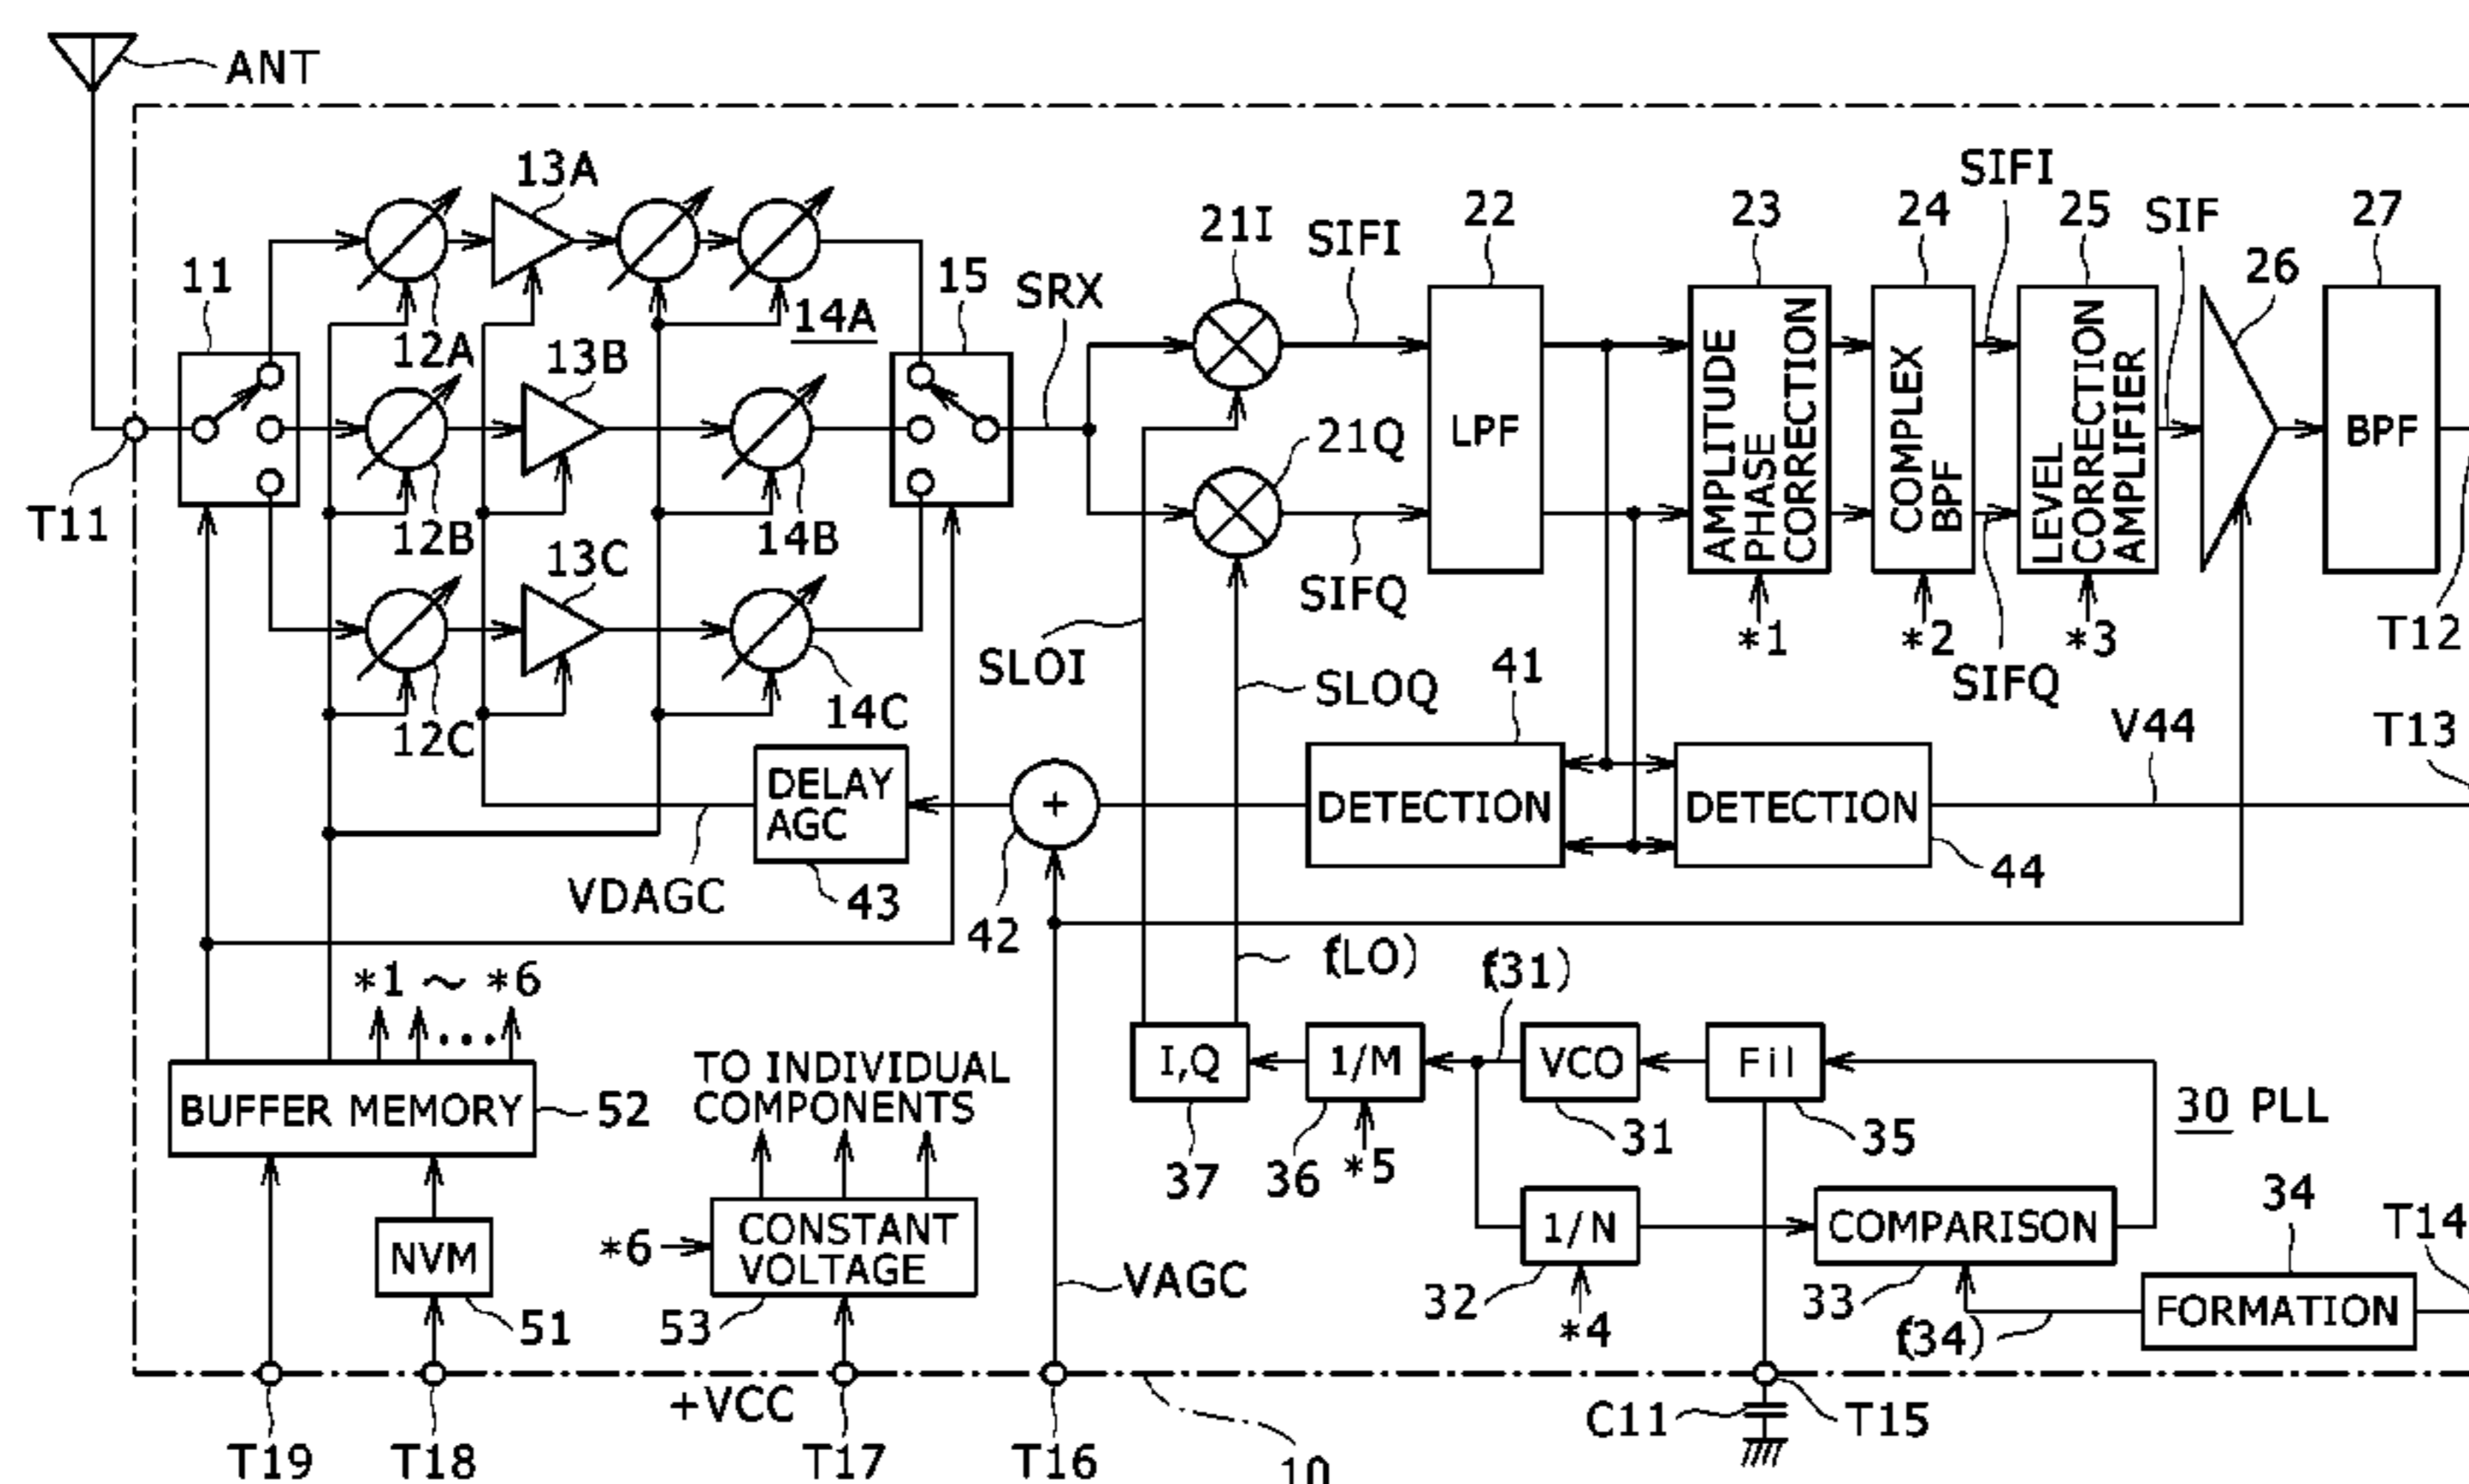 ANT
13A
SIFI
11
12A
14A
15
SRX
21I
SIFI
22
23
24
25
SIF
26
27
13B
21Q
LPF
AMPLITUDE
PHASE
CORRECTION
COMPLEX
BPF
LEVEL
CORRECTION
AMPLIFIER
BPF
T11
12B
13C
14B
SIFQ
*1
*2
*3
T12
SLOI
SLOQ
41
SIFQ
12C
14C
V44
T13
DELAY
AGC
+
DETECTION
DETECTION
VDAGC
43
42
44
*1 ~ *6
f(LO)
f(31)
BUFFER MEMORY
52
TO INDIVIDUAL
COMPONENTS
I,Q
1/M
VCO
Fil
30 PLL
37
36
*5
31
35
NVM
51
*6
CONSTANT
VOLTAGE
53
VAGC
1/N
32
*4
COMPARISON
33
34
T14
f(34)
FORMATION
+VCC
T19
T18
T17
T16
10
C11
T15